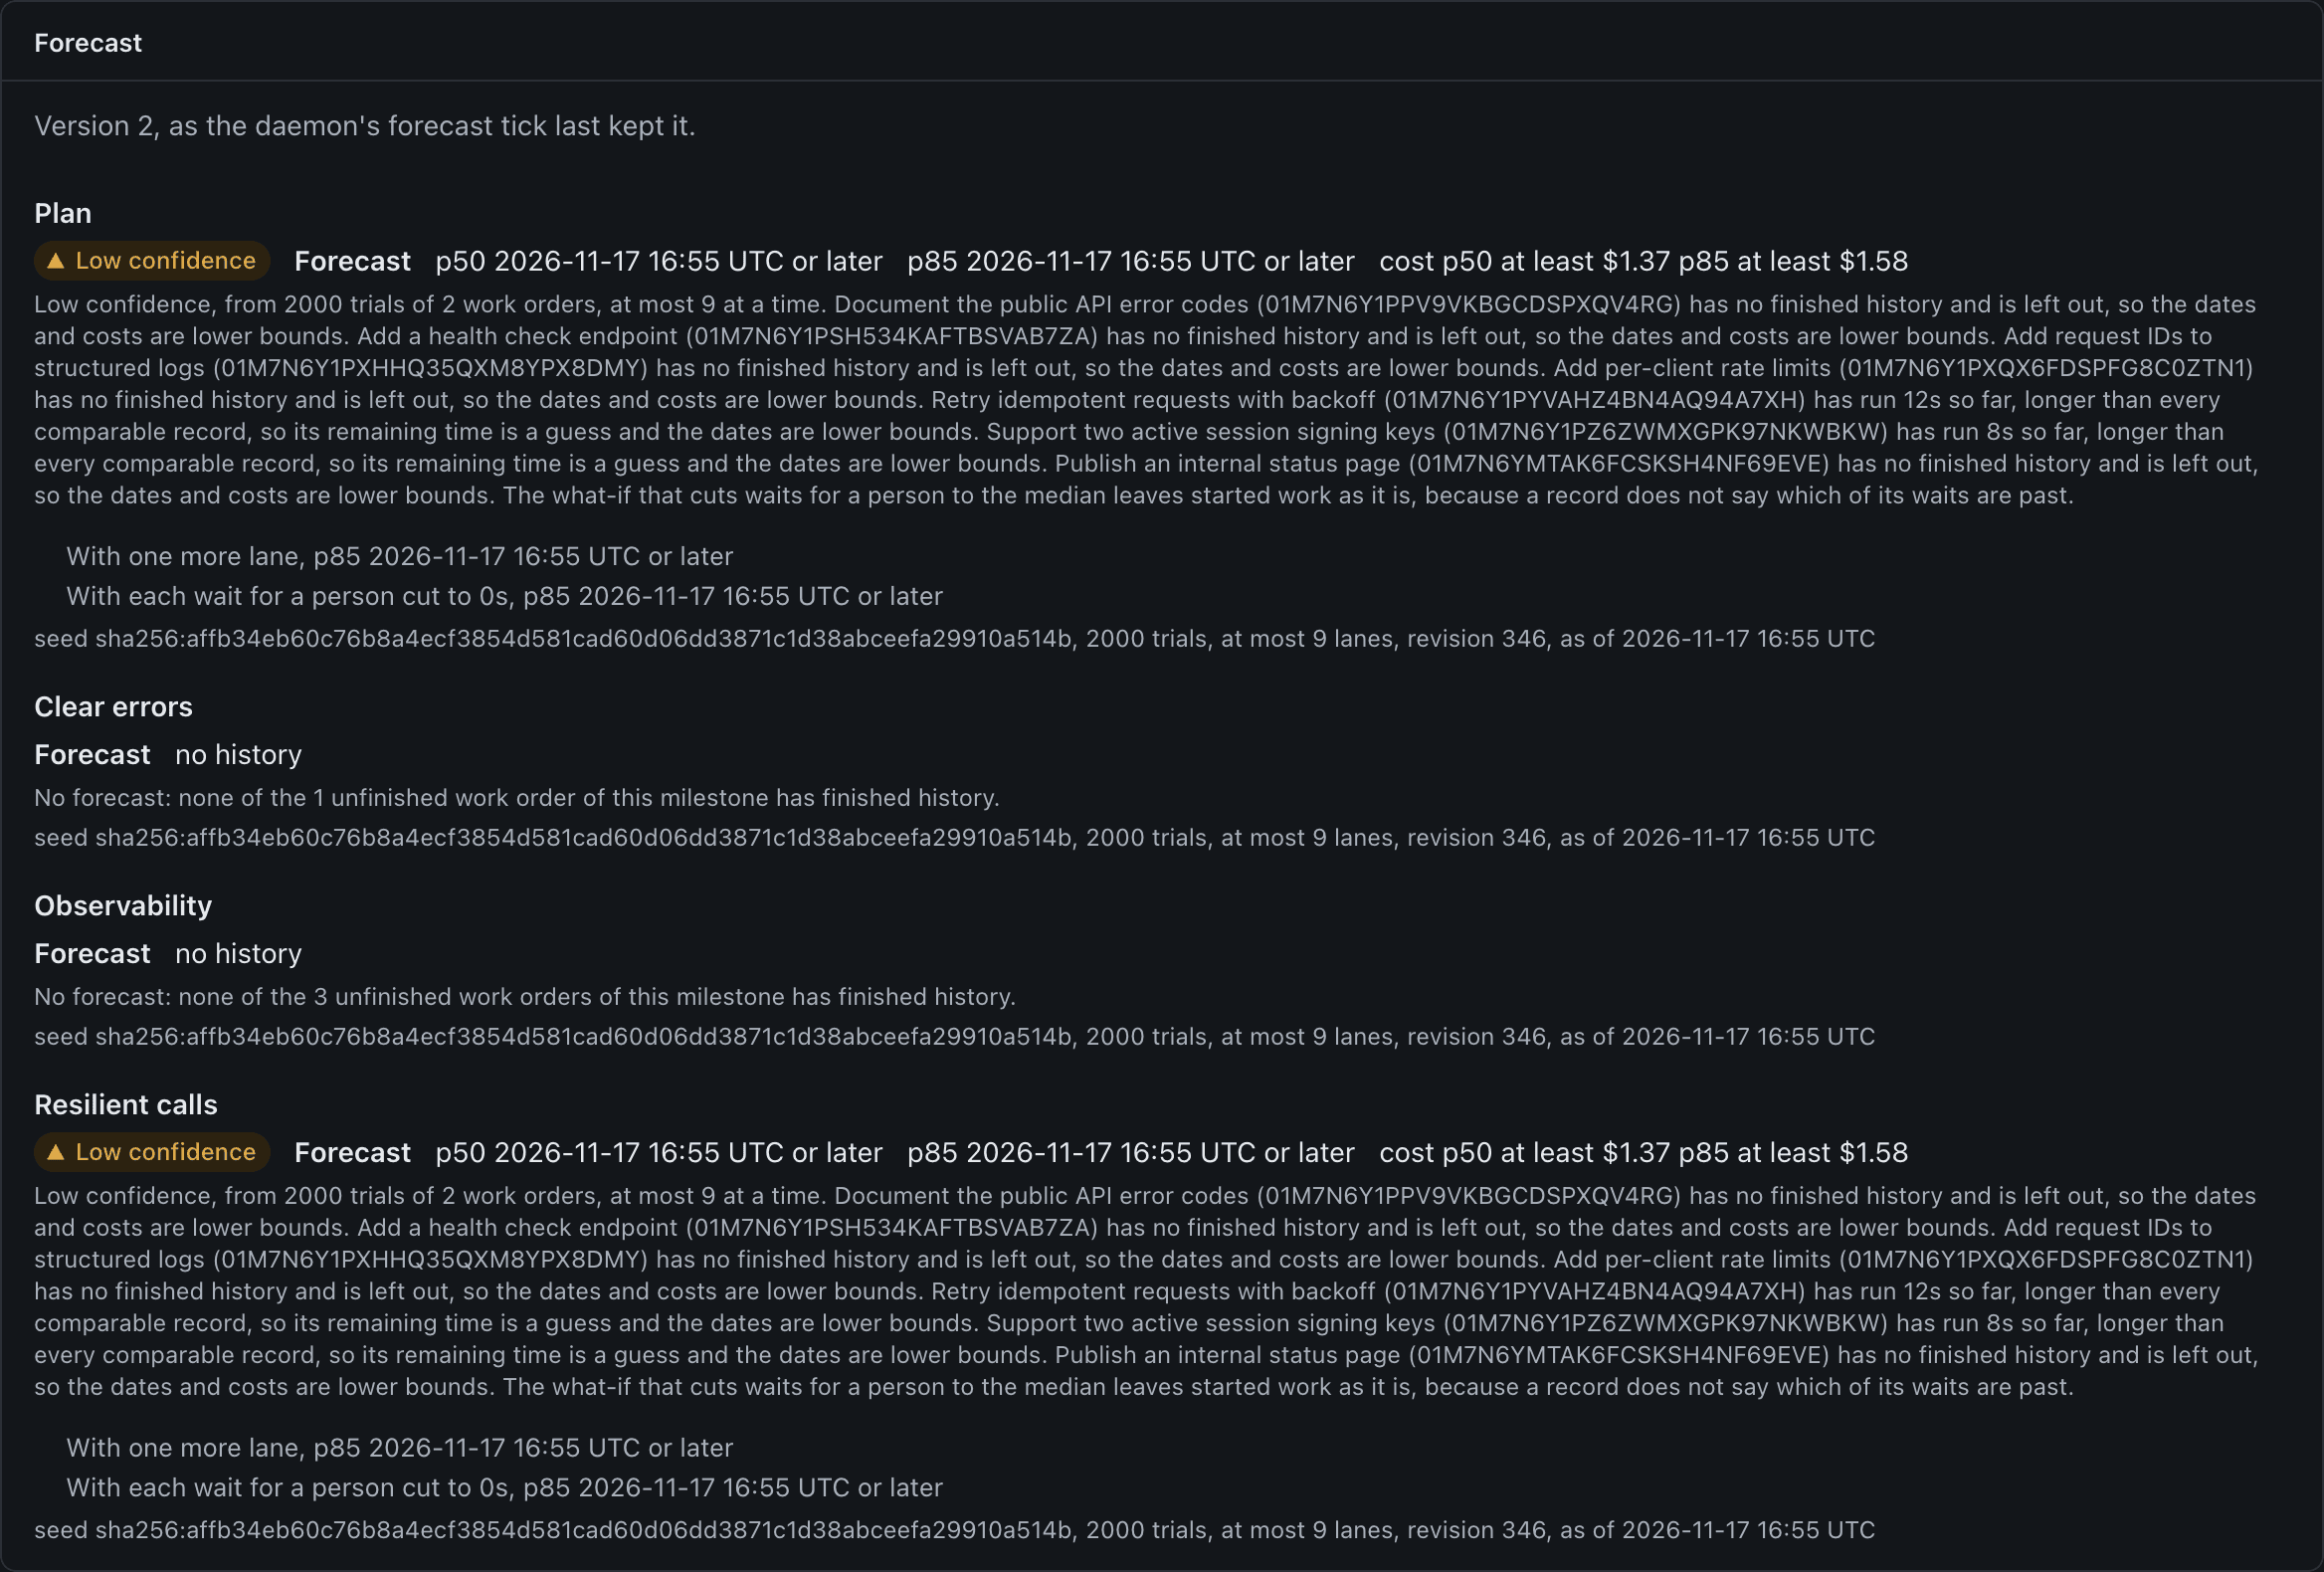 Forecast
Version 2, as the daemon's forecast tick last kept it.
Plan
Low confidence Forecast p50 2026-11-17 16:55 UTC or later p85 2026-11-17 16:55 UTC or later cost p50 at least $1.37 p85 at least $1.58
Low confidence, from 2000 trials of 2 work orders, at most 9 at a time. Document the public API error codes (01M7N6Y1PPV9VKBGCDSPXQV4RG) has no finished history and is left out, so the dates
and costs are lower bounds. Add a health check endpoint (01M7N6Y1PSH534KAFTBSVAB7ZA) has no finished history and is left out, so the dates and costs are lower bounds. Add request IDs to
structured logs (01M7N6Y1PXHHQ35QXM8YPX8DMY) has no finished history and is left out, so the dates and costs are lower bounds. Add per-client rate limits (01M7N6Y1PXQX6FDSPFG8C0ZTN1)
has no finished history and is left out, so the dates and costs are lower bounds. Retry idempotent requests with backoff (01M7N6Y1PYVAHZ4BN4AQ94A7XH) has run 12s so far, longer than every
comparable record, so its remaining time is a guess and the dates are lower bounds. Support two active session signing keys (01M7N6Y1PZ6ZWMXGPK97NKWBKW) has run 8s so far, longer than
every comparable record, so its remaining time is a guess and the dates are lower bounds. Publish an internal status page (01M7N6YMTAK6FCSKSH4NF69EVE) has no finished history and is left out,
so the dates and costs are lower bounds. The what-if that cuts waits for a person to the median leaves started work as it is, because a record does not say which of its waits are past.
With one more lane, p85 2026-11-17 16:55 UTC or later
With each wait for a person cut to 0s, p85 2026-11-17 16:55 UTC or later
seed sha256:affb34eb60c76b8a4ecf3854d581cad60d06dd3871c1d38abceefa29910a514b, 2000 trials, at most 9 lanes, revision 346, as of 2026-11-17 16:55 UTC
Clear errors
Forecast no history
No forecast: none of the 1 unfinished work order of this milestone has finished history.
seed sha256:affb34eb60c76b8a4ecf3854d581cad60d06dd3871c1d38abceefa29910a514b, 2000 trials, at most 9 lanes, revision 346, as of 2026-11-17 16:55 UTC
Observability
Forecast no history
No forecast: none of the 3 unfinished work orders of this milestone has finished history.
seed sha256:affb34eb60c76b8a4ecf3854d581cad60d06dd3871c1d38abceefa29910a514b, 2000 trials, at most 9 lanes, revision 346, as of 2026-11-17 16:55 UTC
Resilient calls
Low confidence Forecast p50 2026-11-17 16:55 UTC or later p85 2026-11-17 16:55 UTC or later cost p50 at least $1.37 p85 at least $1.58
Low confidence, from 2000 trials of 2 work orders, at most 9 at a time. Document the public API error codes (01M7N6Y1PPV9VKBGCDSPXQV4RG) has no finished history and is left out, so the dates
and costs are lower bounds. Add a health check endpoint (01M7N6Y1PSH534KAFTBSVAB7ZA) has no finished history and is left out, so the dates and costs are lower bounds. Add request IDs to
structured logs (01M7N6Y1PXHHQ35QXM8YPX8DMY) has no finished history and is left out, so the dates and costs are lower bounds. Add per-client rate limits (01M7N6Y1PXQX6FDSPFG8C0ZTN1)
has no finished history and is left out, so the dates and costs are lower bounds. Retry idempotent requests with backoff (01M7N6Y1PYVAHZ4BN4AQ94A7XH) has run 12s so far, longer than every
comparable record, so its remaining time is a guess and the dates are lower bounds. Support two active session signing keys (01M7N6Y1PZ6ZWMXGPK97NKWBKW) has run 8s so far, longer than
every comparable record, so its remaining time is a guess and the dates are lower bounds. Publish an internal status page (01M7N6YMTAK6FCSKSH4NF69EVE) has no finished history and is left out,
so the dates and costs are lower bounds. The what-if that cuts waits for a person to the median leaves started work as it is, because a record does not say which of its waits are past.
With one more lane, p85 2026-11-17 16:55 UTC or later
With each wait for a person cut to 0s, p85 2026-11-17 16:55 UTC or later
seed sha256:affb34eb60c76b8a4ecf3854d581cad60d06dd3871c1d38abceefa29910a514b, 2000 trials, at most 9 lanes, revision 346, as of 2026-11-17 16:55 UTC